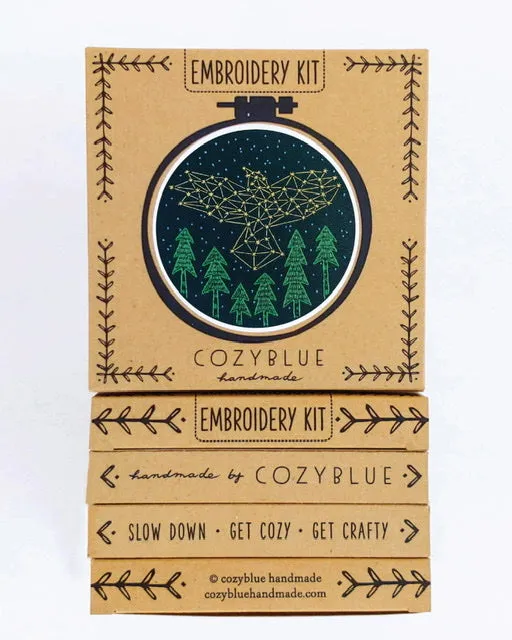 EMBROIDERY KIT
COZYBLUE
handmade
EMBROIDERY KIT
handmade by COZYBLUE
SLOW DOWN · GET COZY · GET CRAFTY
© cozyblue handmade
cozybluehandmade.com